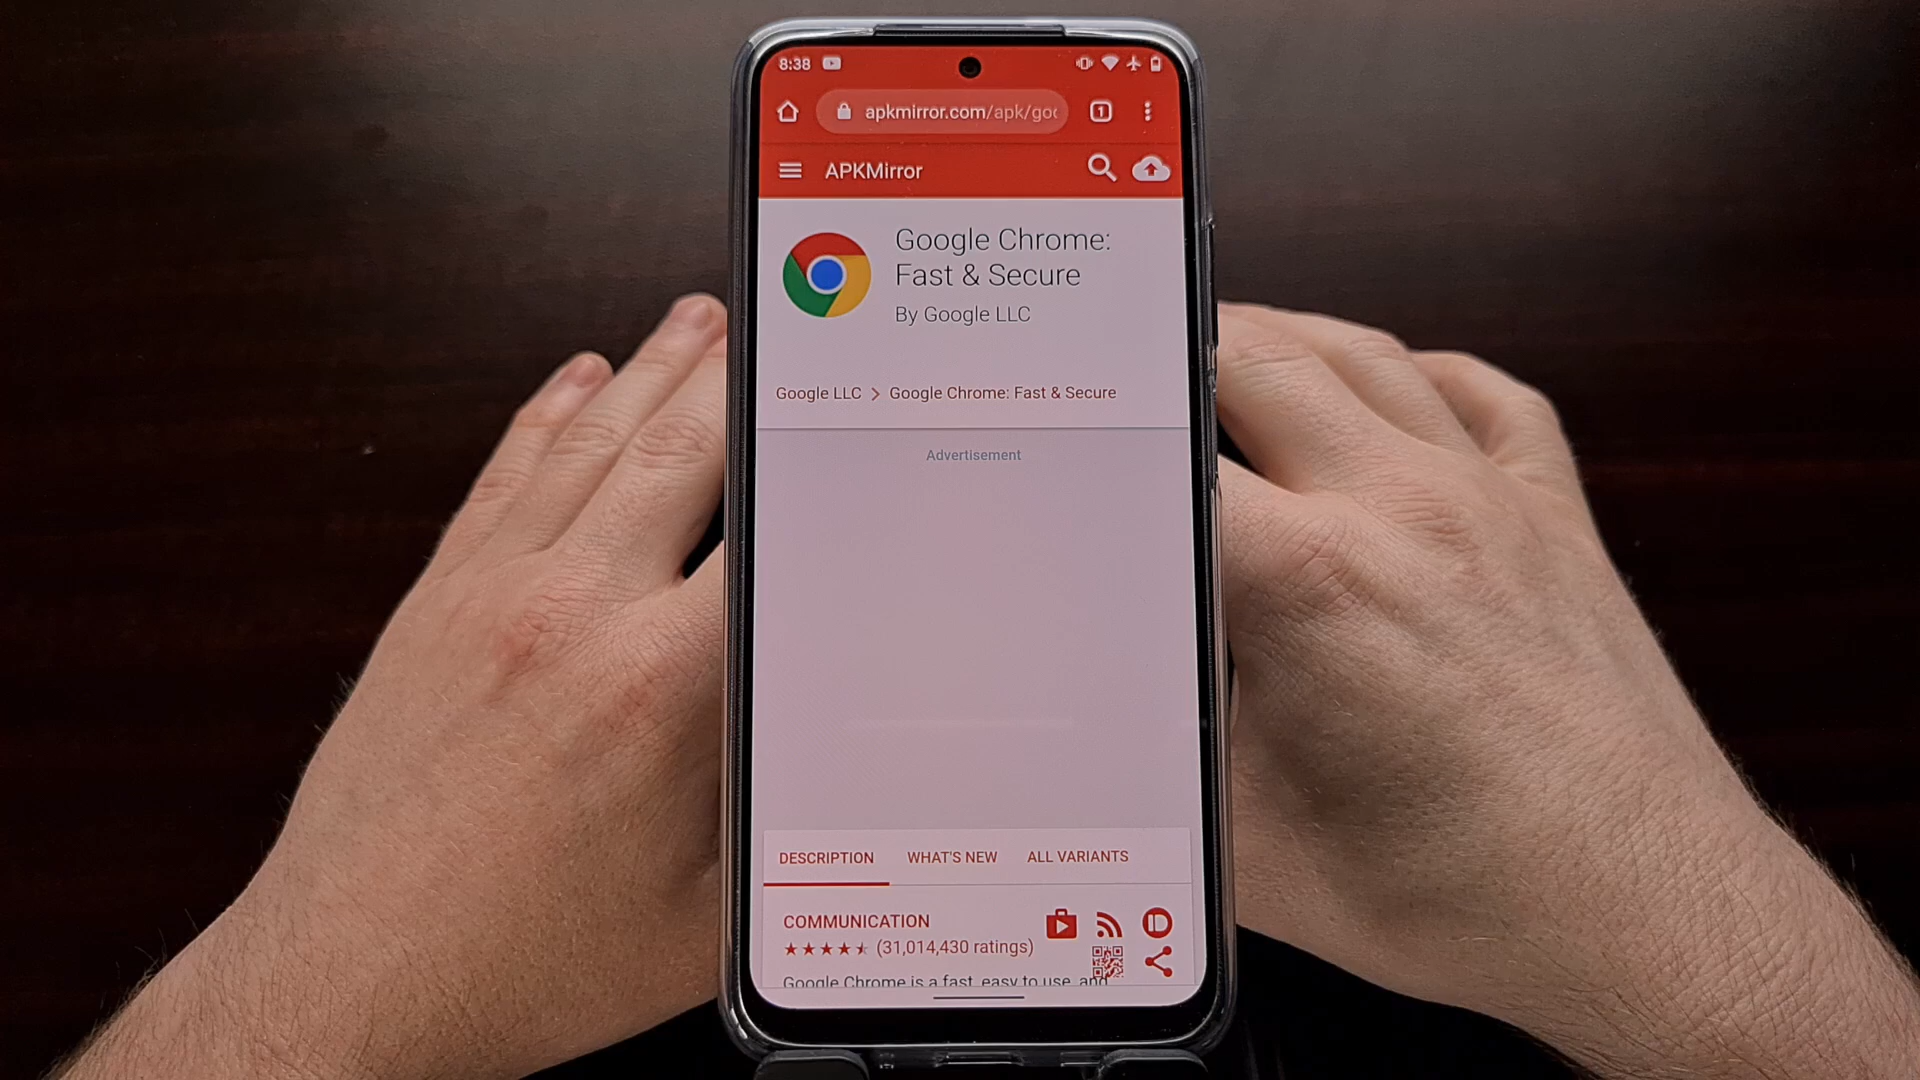 8:38
apkmirror.com/apk/goo
1
APKMirror
Google Chrome:
Fast & Secure
By Google LLC
Google LLC > Google Chrome: Fast & Secure
Advertisement
DESCRIPTION WHAT'S NEW ALL VARIANTS
COMMUNICATION
(31,014,430 ratings)
Google Chrome is a fast, easy to use, and